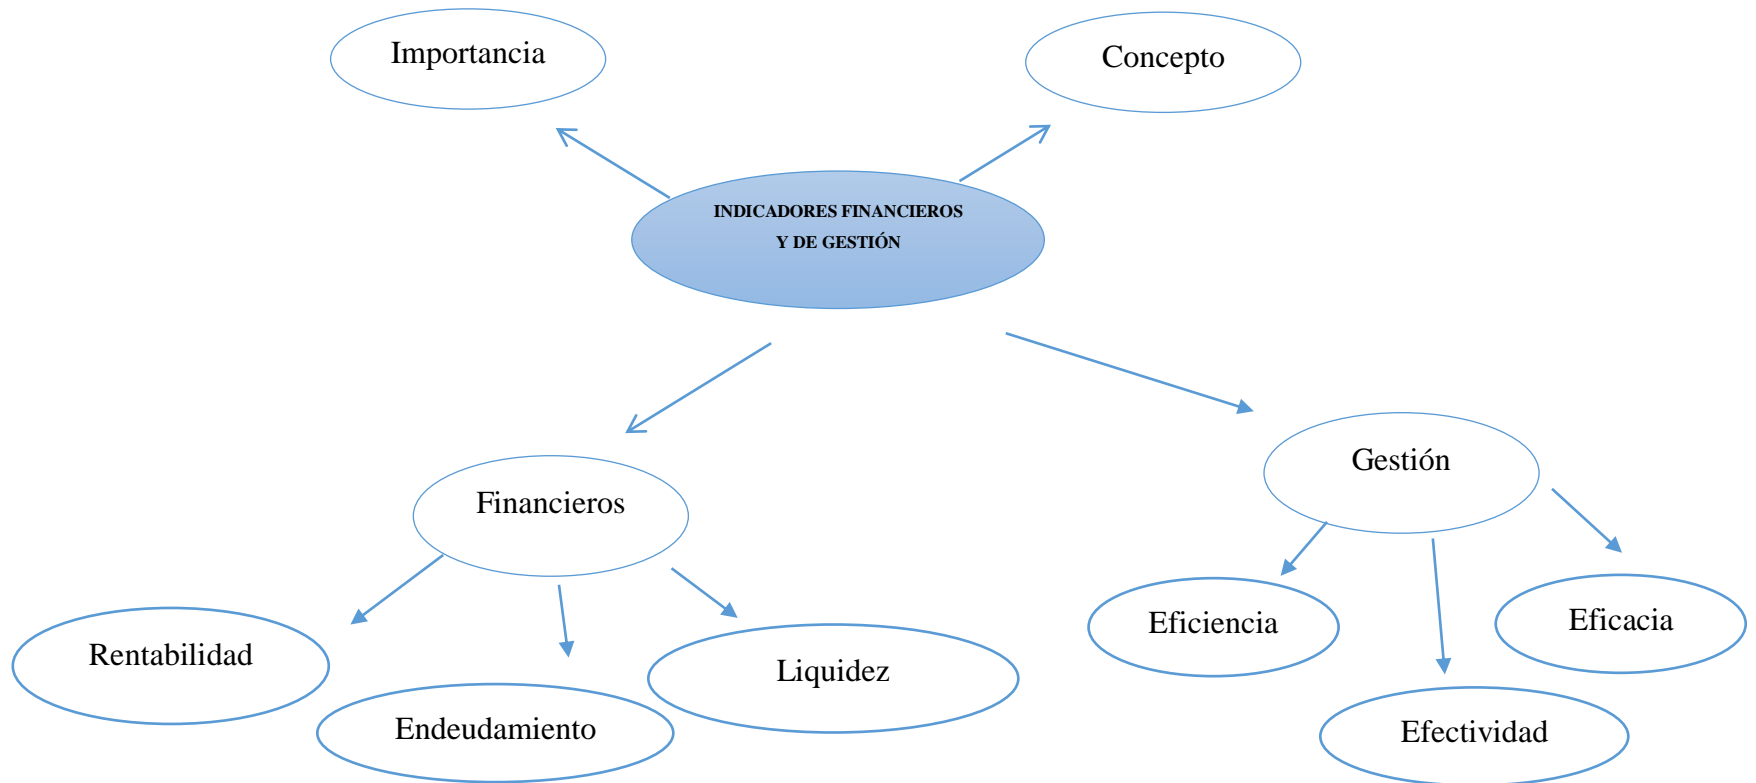 Importancia
Concepto
INDICADORES FINANCIEROS
Y DE GESTIÓN
Gestión
Financieros
Eficiencia
Eficacia
Rentabilidad
Liquidez
Endeudamiento
Efectividad